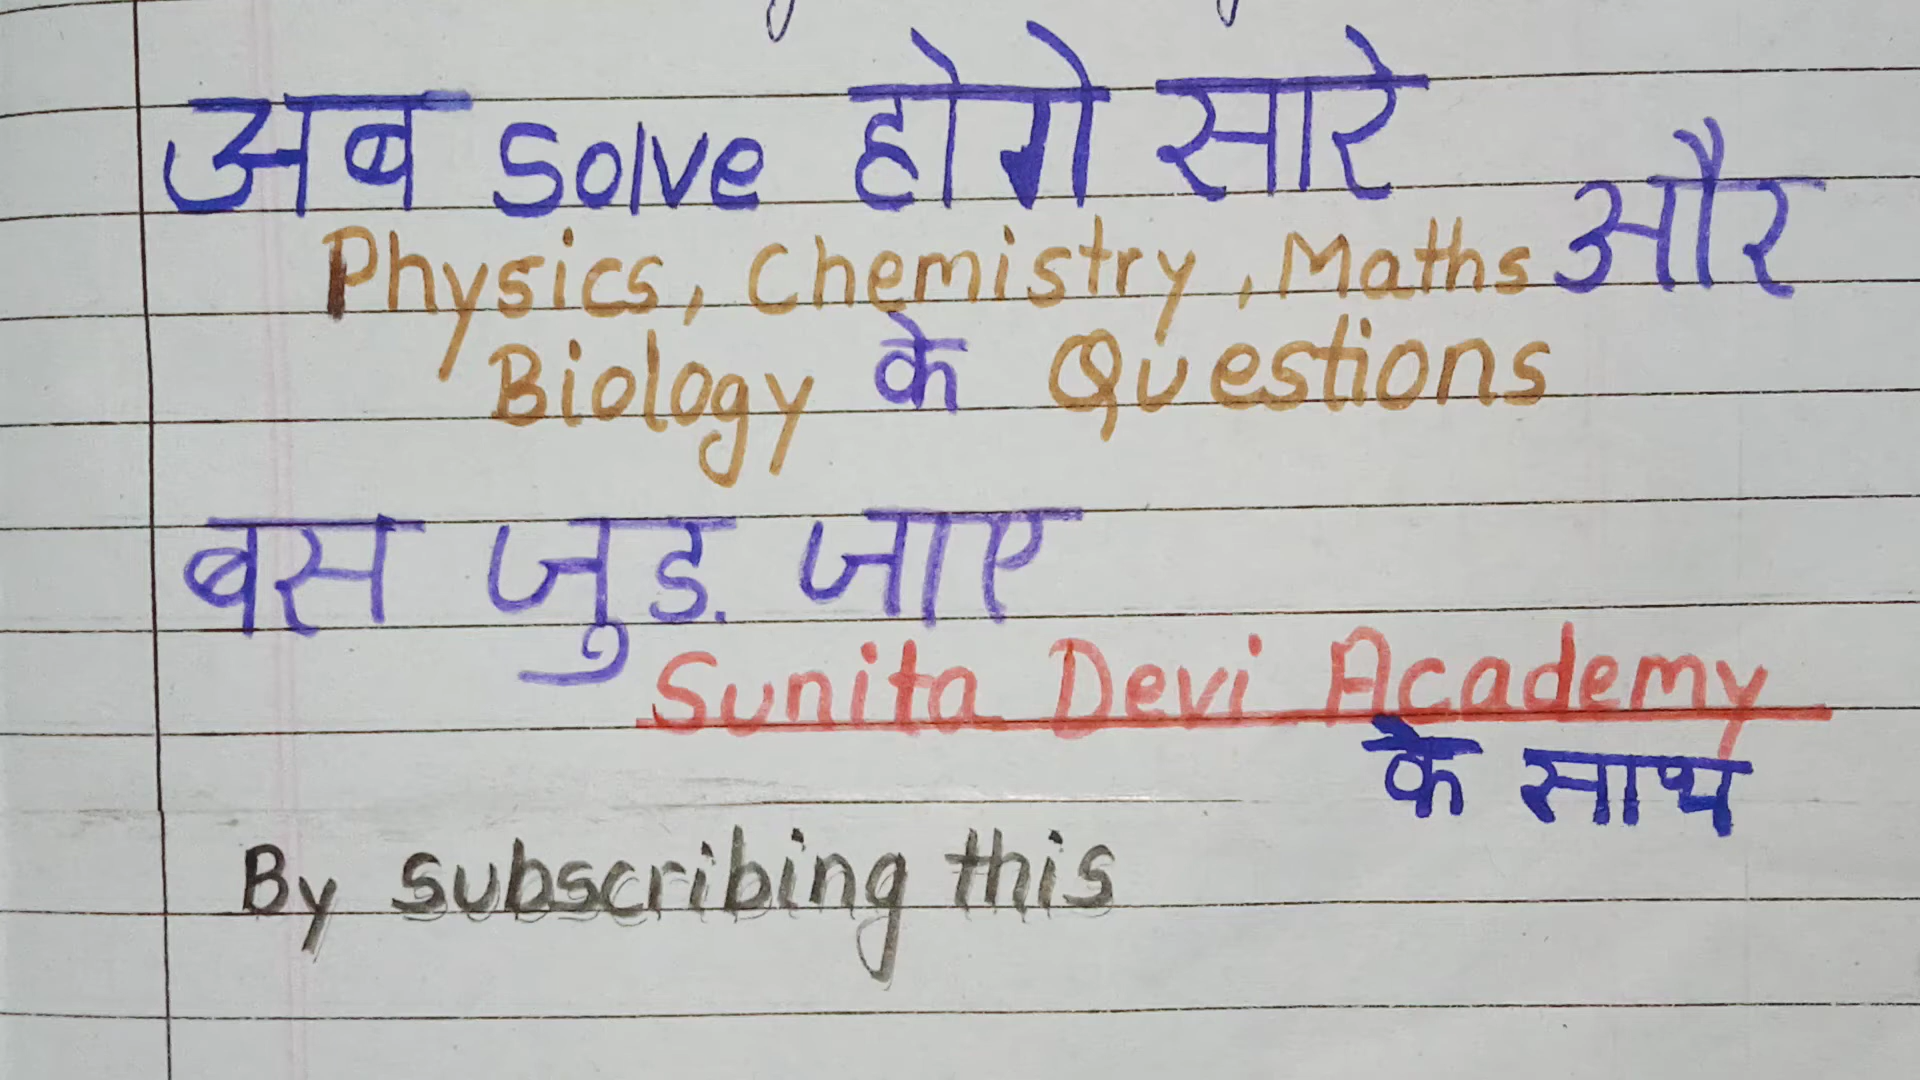 अब Solve होगे सारे
Physics, Chemistry, Maths और
Biology के Questions
बस जुड़ जाए
Sunita Devi Academy
के साथ
By subscribing this